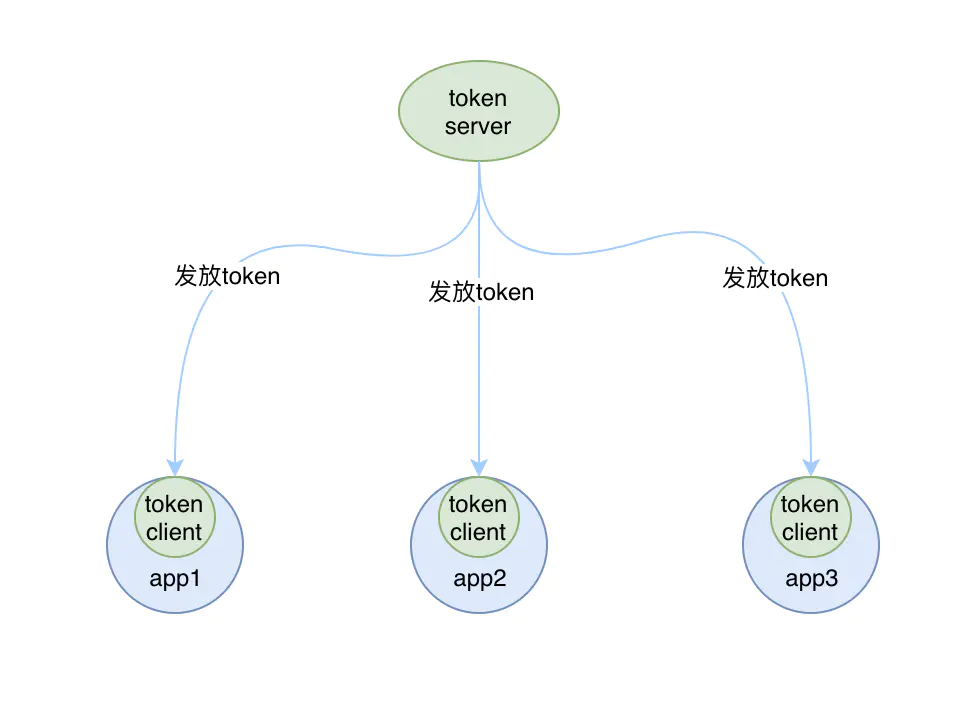 token
server
发放token
发放token
发放token
token
client
app1
token
client
app2
token
client
app3